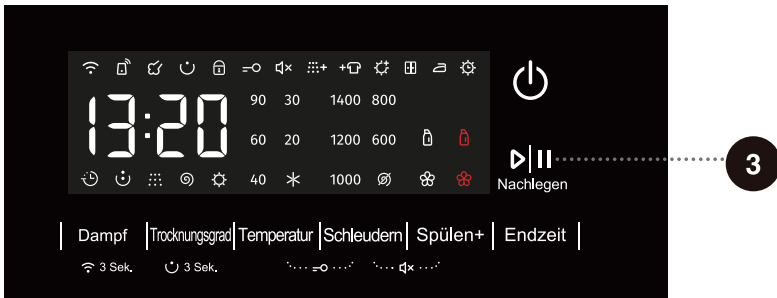 13:20
90 30 1400 800
60 20 1200 600
40 1000
3
Nachlegen
Dampf Trocknungsgrad Temperatur Schleudern Spülen+ Endzeit
3 Sek. 3 Sek.